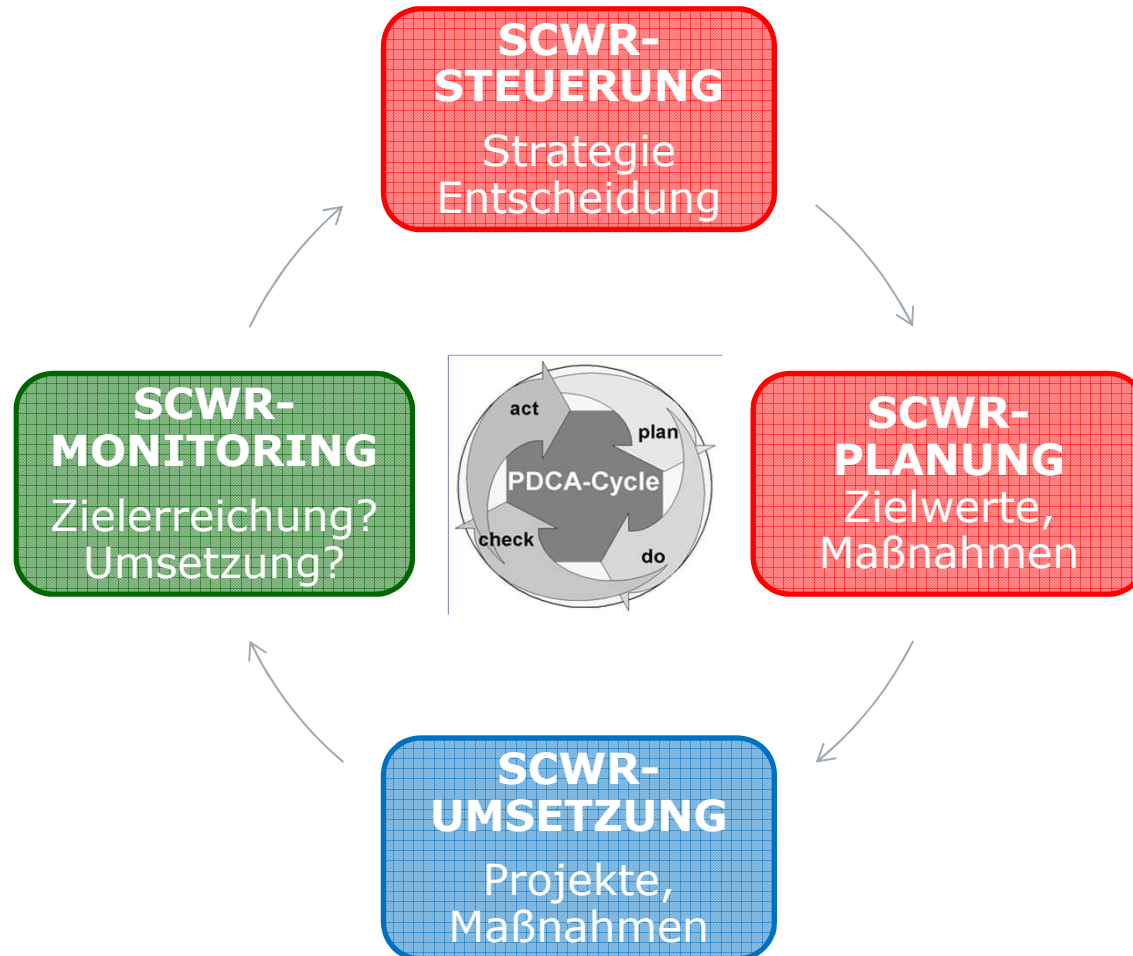 SCWR-
STEUERUNG
Strategie
Entscheidung
SCWR-
MONITORING
Zielerreichung?
Umsetzung?
act
plan
PDCA-Cycle
check
do
SCWR-
PLANUNG
Zielwerte,
Maßnahmen
SCWR-
UMSETZUNG
Projekte,
Maßnahmen